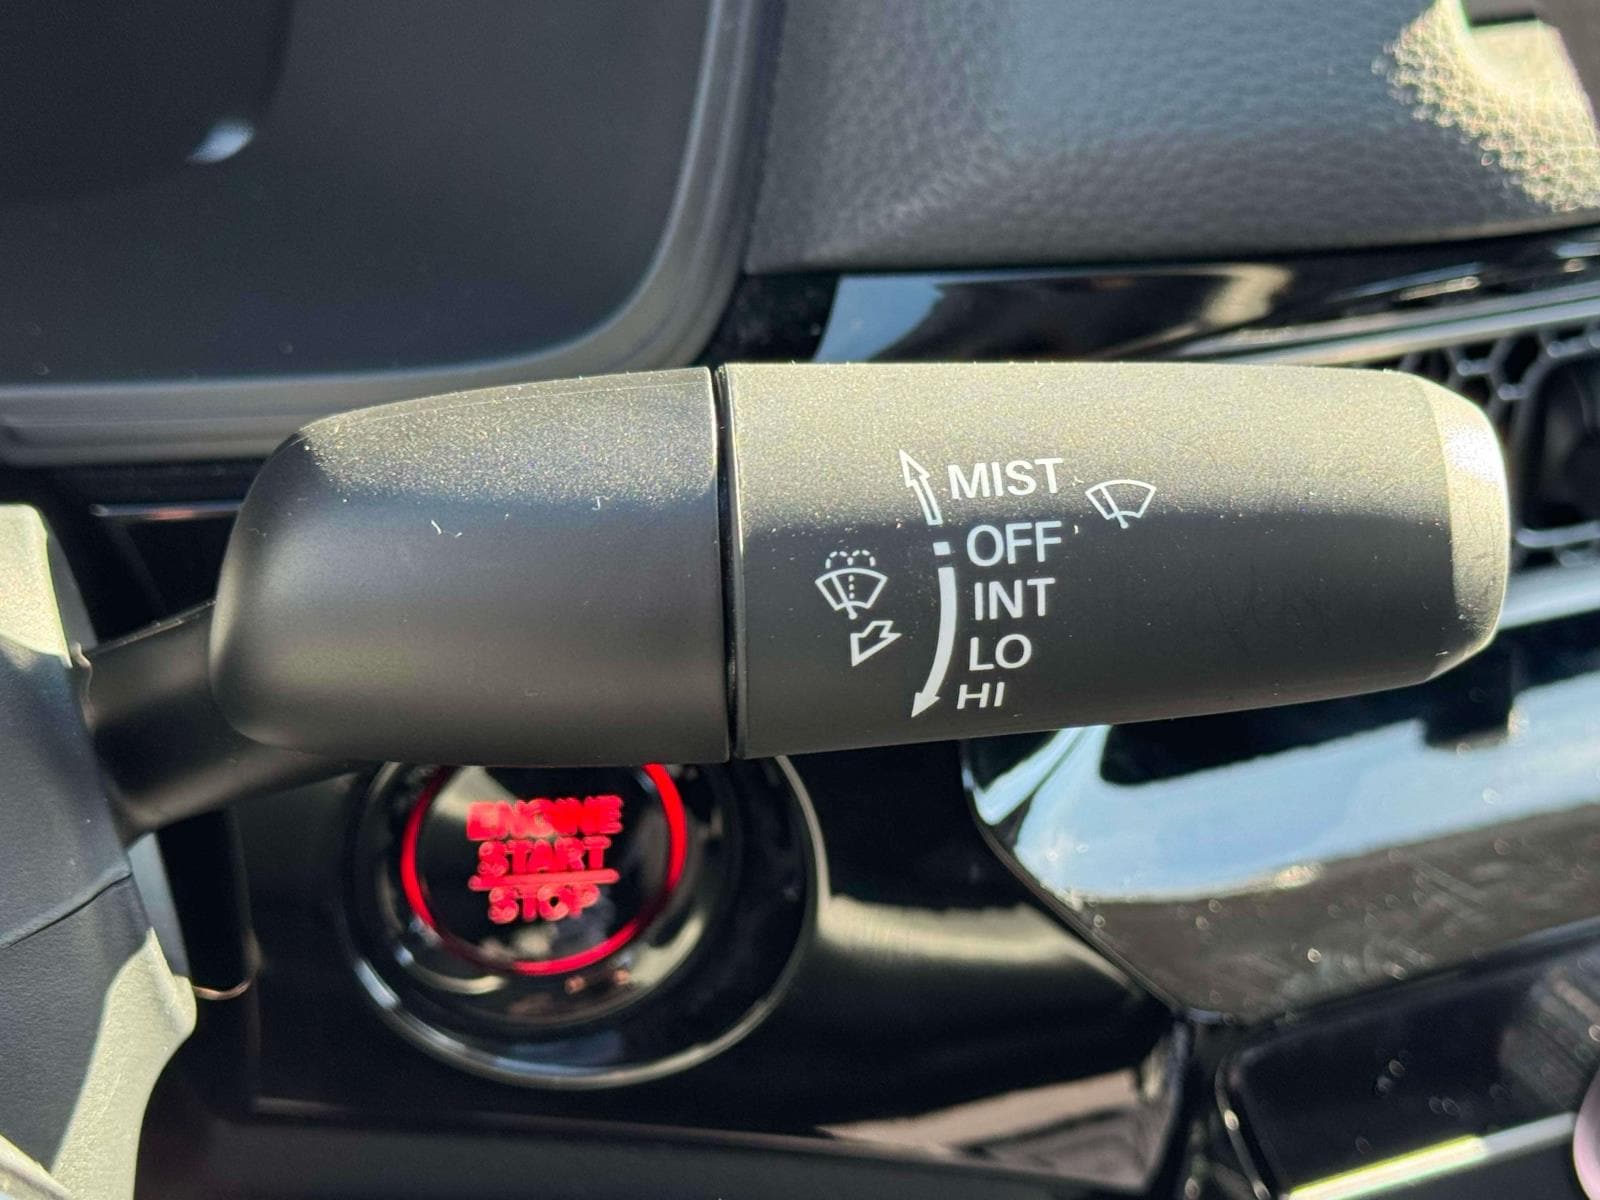 MIST
OFF
INT
LO
HI
ENGINE
START
STOP